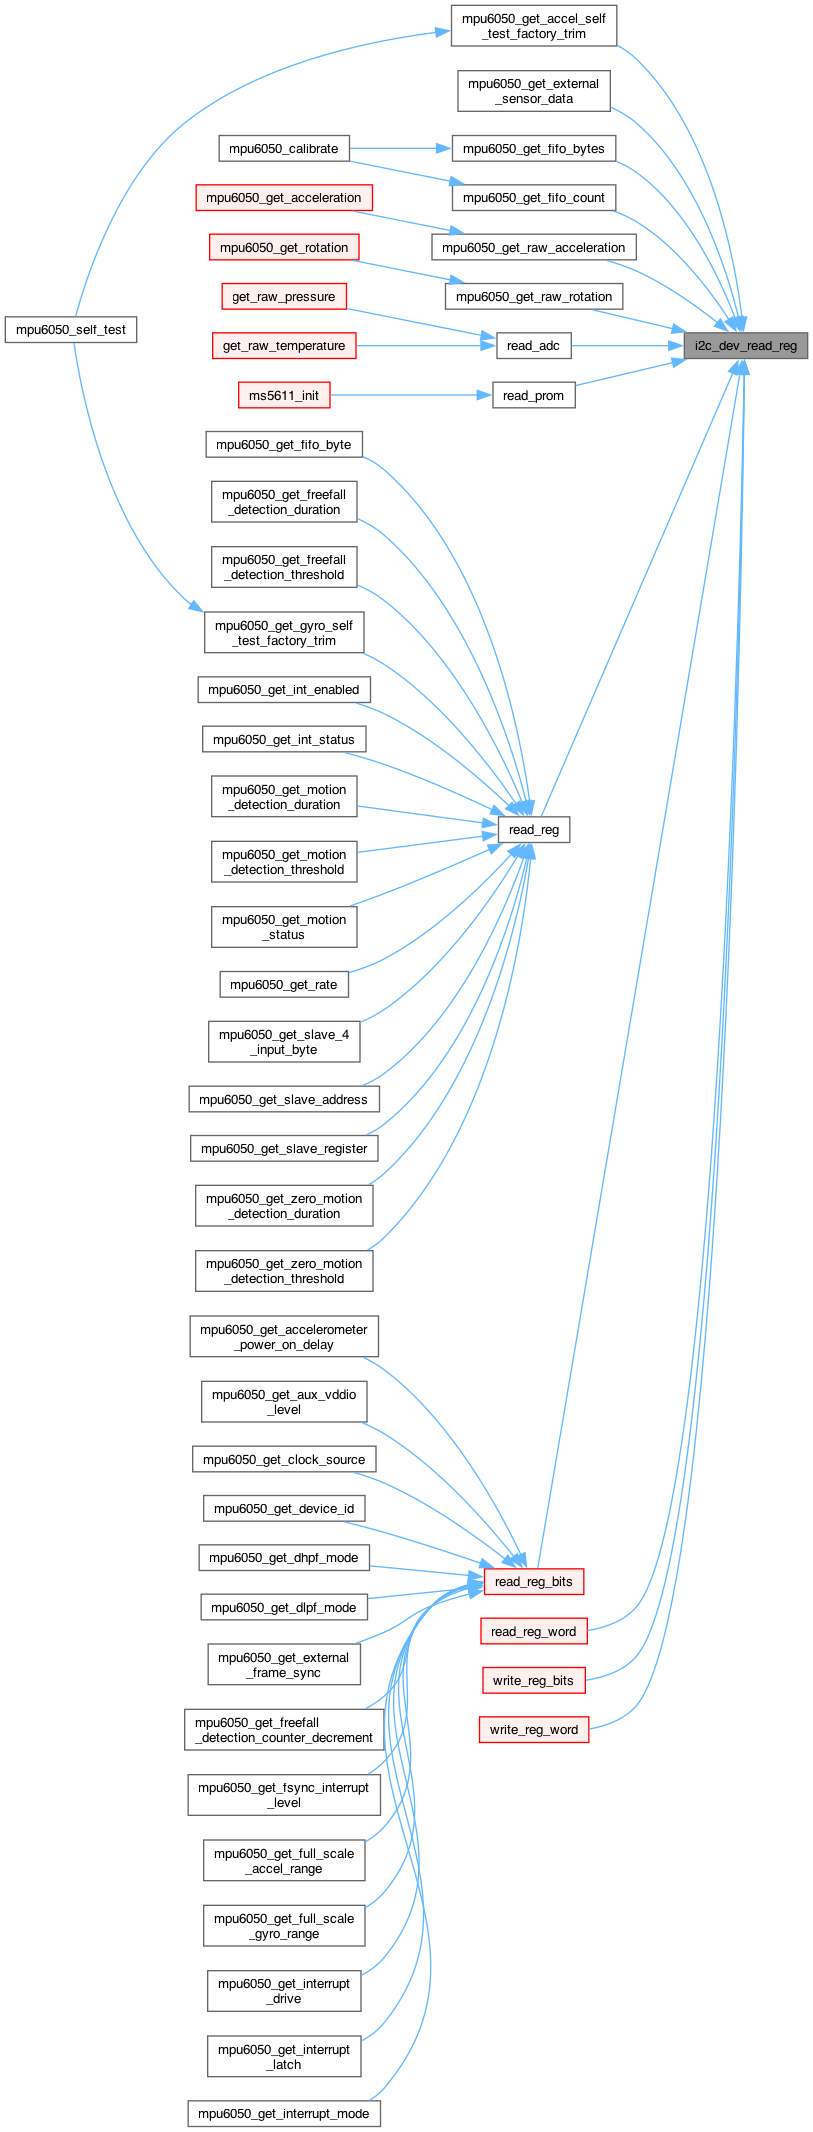 mpu6050_get_accel_self
_test_factory_trim
mpu6050_get_external
_sensor_data
mpu6050_calibrate
mpu6050_get_fifo_bytes
mpu6050_get_acceleration
mpu6050_get_fifo_count
mpu6050_get_rotation
mpu6050_get_raw_acceleration
get_raw_pressure
mpu6050_get_raw_rotation
mpu6050_self_test
get_raw_temperature
read_adc
i2c_dev_read_reg
ms5611_init
read_prom
mpu6050_get_fifo_byte
mpu6050_get_freefall
_detection_duration
mpu6050_get_freefall
_detection_threshold
mpu6050_get_gyro_self
_test_factory_trim
mpu6050_get_int_enabled
mpu6050_get_int_status
mpu6050_get_motion
_detection_duration
read_reg
mpu6050_get_motion
_detection_threshold
mpu6050_get_motion
_status
mpu6050_get_rate
mpu6050_get_slave_4
_input_byte
mpu6050_get_slave_address
mpu6050_get_slave_register
mpu6050_get_zero_motion
_detection_duration
mpu6050_get_zero_motion
_detection_threshold
mpu6050_get_accelerometer
_power_on_delay
mpu6050_get_aux_vddio
_level
mpu6050_get_clock_source
mpu6050_get_device_id
mpu6050_get_dhpf_mode
read_reg_bits
mpu6050_get_dlpf_mode
read_reg_word
mpu6050_get_external
_frame_sync
write_reg_bits
mpu6050_get_freefall
_detection_counter_decrement
write_reg_word
mpu6050_get_fsync_interrupt
_level
mpu6050_get_full_scale
_accel_range
mpu6050_get_full_scale
_gyro_range
mpu6050_get_interrupt
_drive
mpu6050_get_interrupt
_latch
mpu6050_get_interrupt_mode